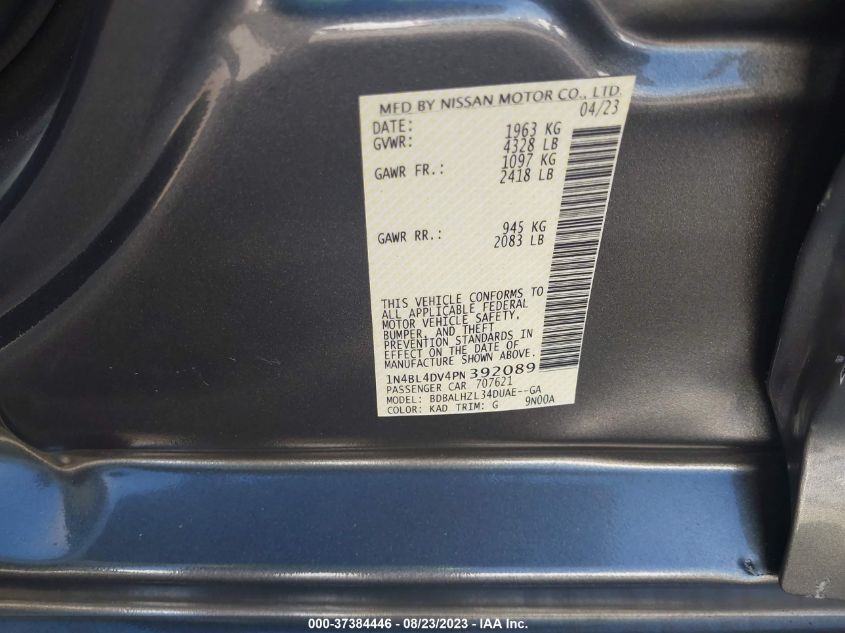 MFD BY NISSAN MOTOR CO., LTD.
DATE: 04/23
GVWR: 1963 KG
4328 LB
GAWR FR.: 1097 KG
2418 LB
GAWR RR.: 945 KG
2083 LB
THIS VEHICLE CONFORMS TO
ALL APPLICABLE FEDERAL
MOTOR VEHICLE SAFETY,
BUMPER, AND THEFT
PREVENTION STANDARDS IN
EFFECT ON THE DATE OF
MANUFACTURE SHOWN ABOVE.
1N4BL4DV4PN392089
PASSENGER CAR 707621
MODEL: BDBALHZL34DUAE--GA
COLOR: KAD TRIM: G 9N00A
000-37384446 - 08/23/2023 - IAA Inc.